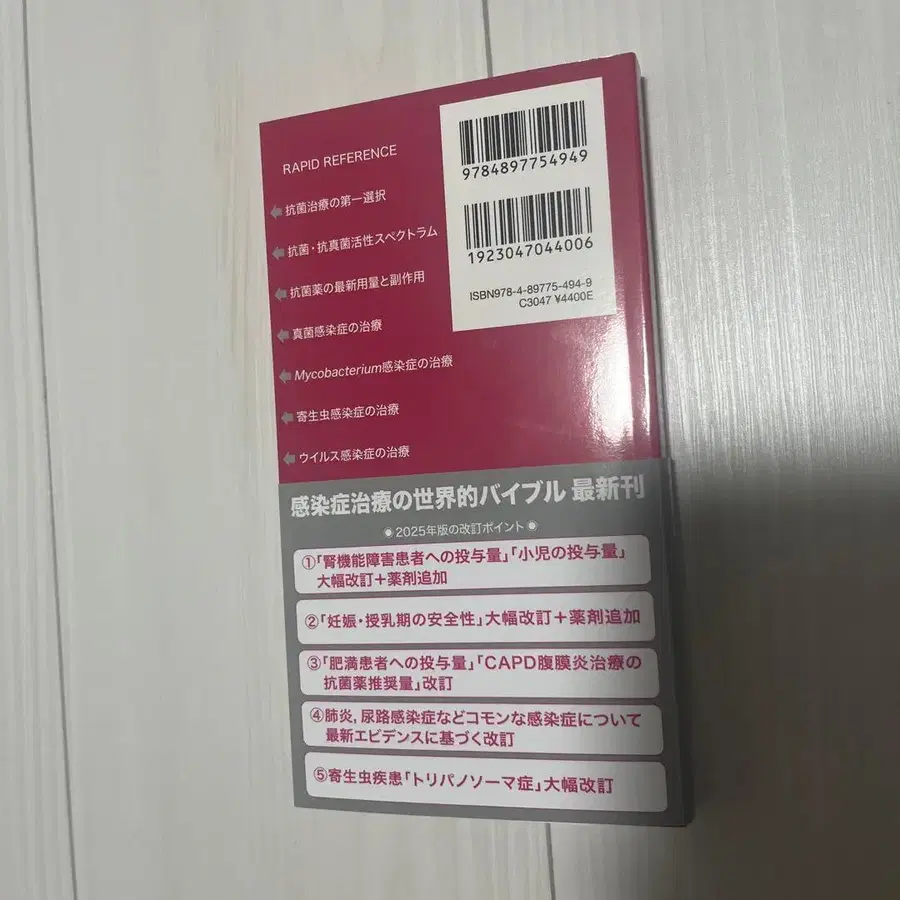 RAPID REFERENCE
抗菌治療の第一選択
抗菌・抗真菌活性スペクトラム
抗菌薬の最新用量と副作用
真菌感染症の治療
Mycobacterium感染症の治療
寄生虫感染症の治療
ウイルス感染症の治療
9784897754949
1923047044006
ISBN978-4-89775-494-9
C3047 ¥4400E
感染症治療の世界的バイブル 最新刊
2025年版の改訂ポイント
①「腎機能障害患者への投与量」「小児の投与量」
大幅改訂＋薬剤追加
②「妊娠・授乳期の安全性」大幅改訂＋薬剤追加
③「肥満患者への投与量」「CAPD腹膜炎治療の
抗菌薬推奨量」改訂
④肺炎，尿路感染症などコモンな感染症について
最新エビデンスに基づく改訂
⑤寄生虫疾患「トリパノソーマ症」大幅改訂